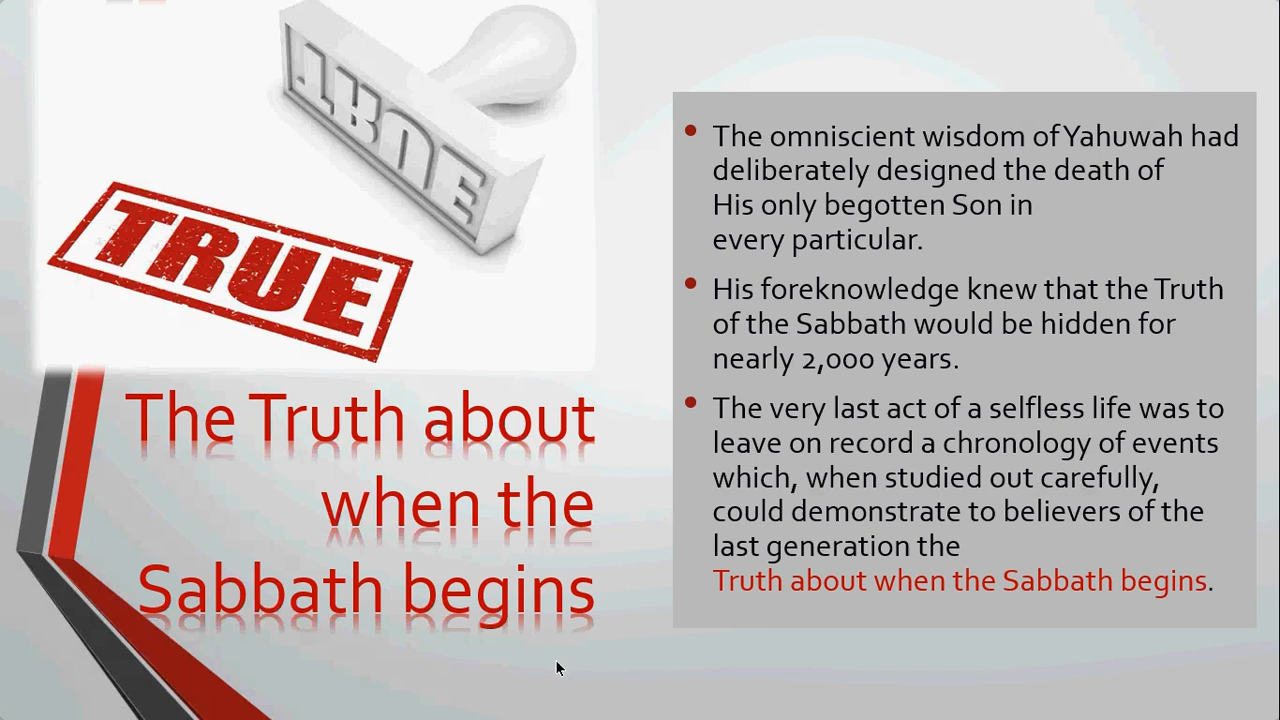 TRUE
TRUE
The Truth about
when the
Sabbath begins
• The omniscient wisdom of Yahuwah had
deliberately designed the death of
His only begotten Son in
every particular.
• His foreknowledge knew that the Truth
of the Sabbath would be hidden for
nearly 2,000 years.
• The very last act of a selfless life was to
leave on record a chronology of events
which, when studied out carefully,
could demonstrate to believers of the
last generation the
Truth about when the Sabbath begins.